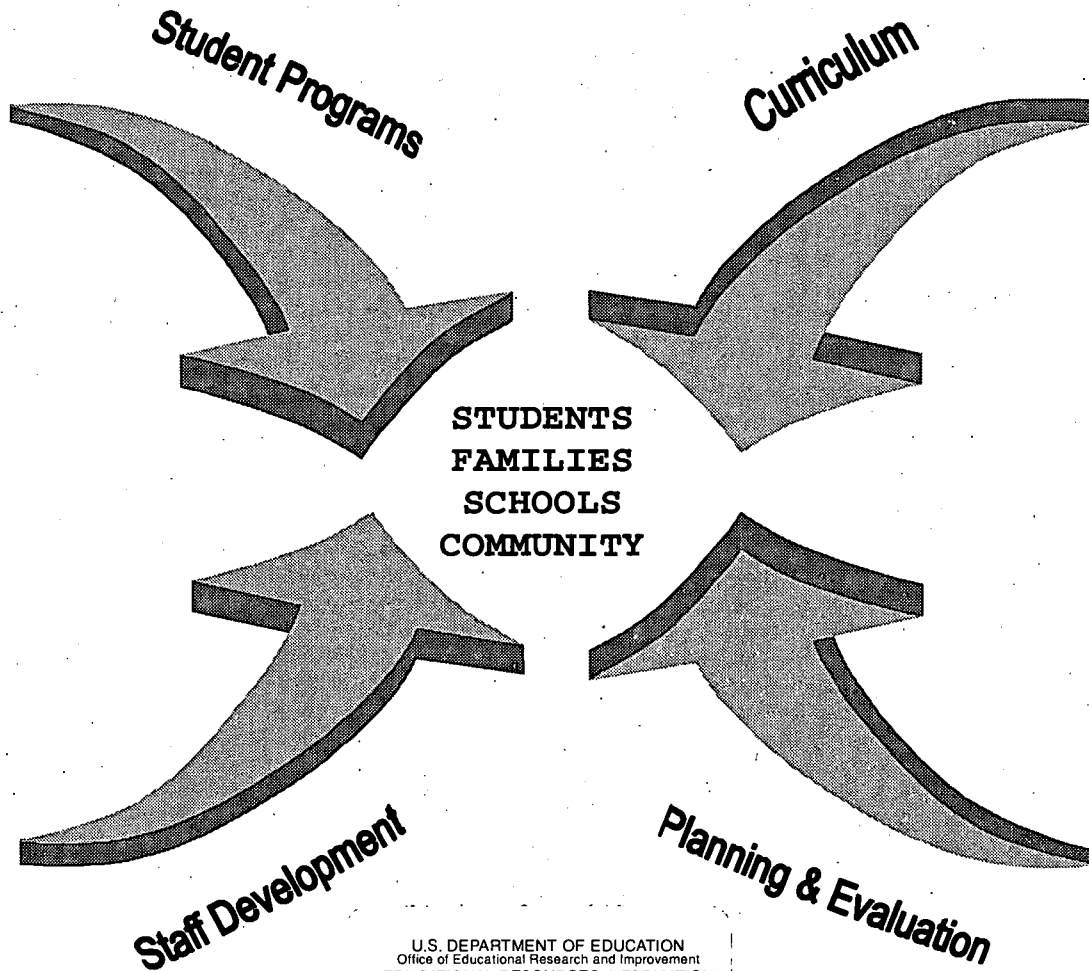 Student Programs
Curriculum
STUDENTS
FAMILIES
SCHOOLS
COMMUNITY
Staff Development
Planning & Evaluation
U.S. DEPARTMENT OF EDUCATION
Office of Educational Research and Improvement